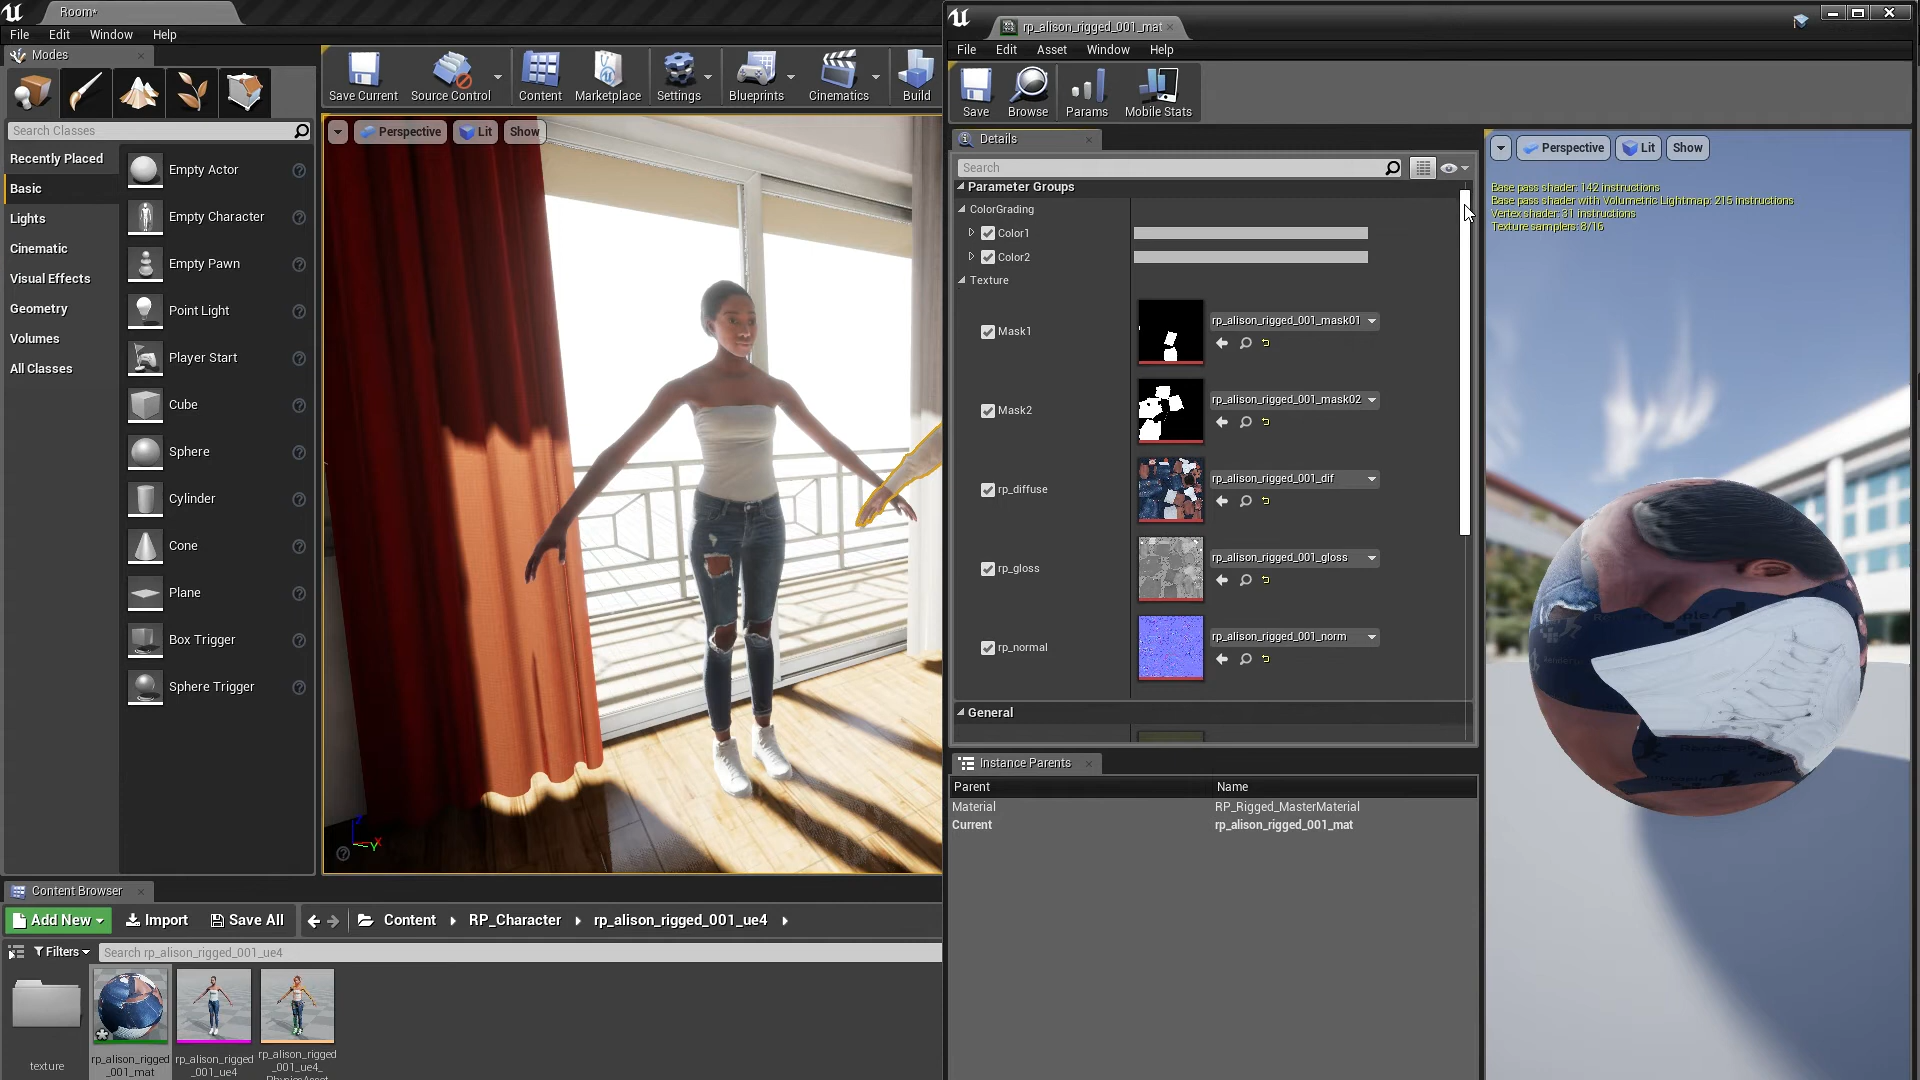 Room*
File Edit Window Help
Modes
Search Classes
Recently Placed
Basic
Lights
Cinematic
Visual Effects
Geometry
Volumes
All Classes
Empty Actor
Empty Character
Empty Pawn
Point Light
Player Start
Cube
Sphere
Cylinder
Cone
Plane
Box Trigger
Sphere Trigger
Save Current Source Control Content Marketplace Settings Blueprints Cinematics Build
Perspective Lit Show
X
Y
Content Browser
Add New Import Save All Content RP_Character rp_alison_rigged_001_ue4
Filters Search rp_alison_rigged_001_ue4
texture
rp_alison_rigged
_001_mat
rp_alison_rigged
_001_ue4
rp_alison_rigged
_001_ue4_
PhysicsAsset
rp_alison_rigged_001_mat
File Edit Asset Window Help
Save Browse Params Mobile Stats
Details
Search
Parameter Groups
ColorGrading
Color1
Color2
Texture
Mask1 rp_alison_rigged_001_mask01
Mask2 rp_alison_rigged_001_mask02
rp_diffuse rp_alison_rigged_001_dif
rp_gloss rp_alison_rigged_001_gloss
rp_normal rp_alison_rigged_001_norm
General
Instance Parents
Parent Name
Material RP_Rigged_MasterMaterial
Current rp_alison_rigged_001_mat
Perspective Lit Show
Base pass shader: 142 instructions
Base pass shader with Volumetric Lightmap: 215 instructions
Vertex shader: 31 instructions
Texture samplers: 8/16